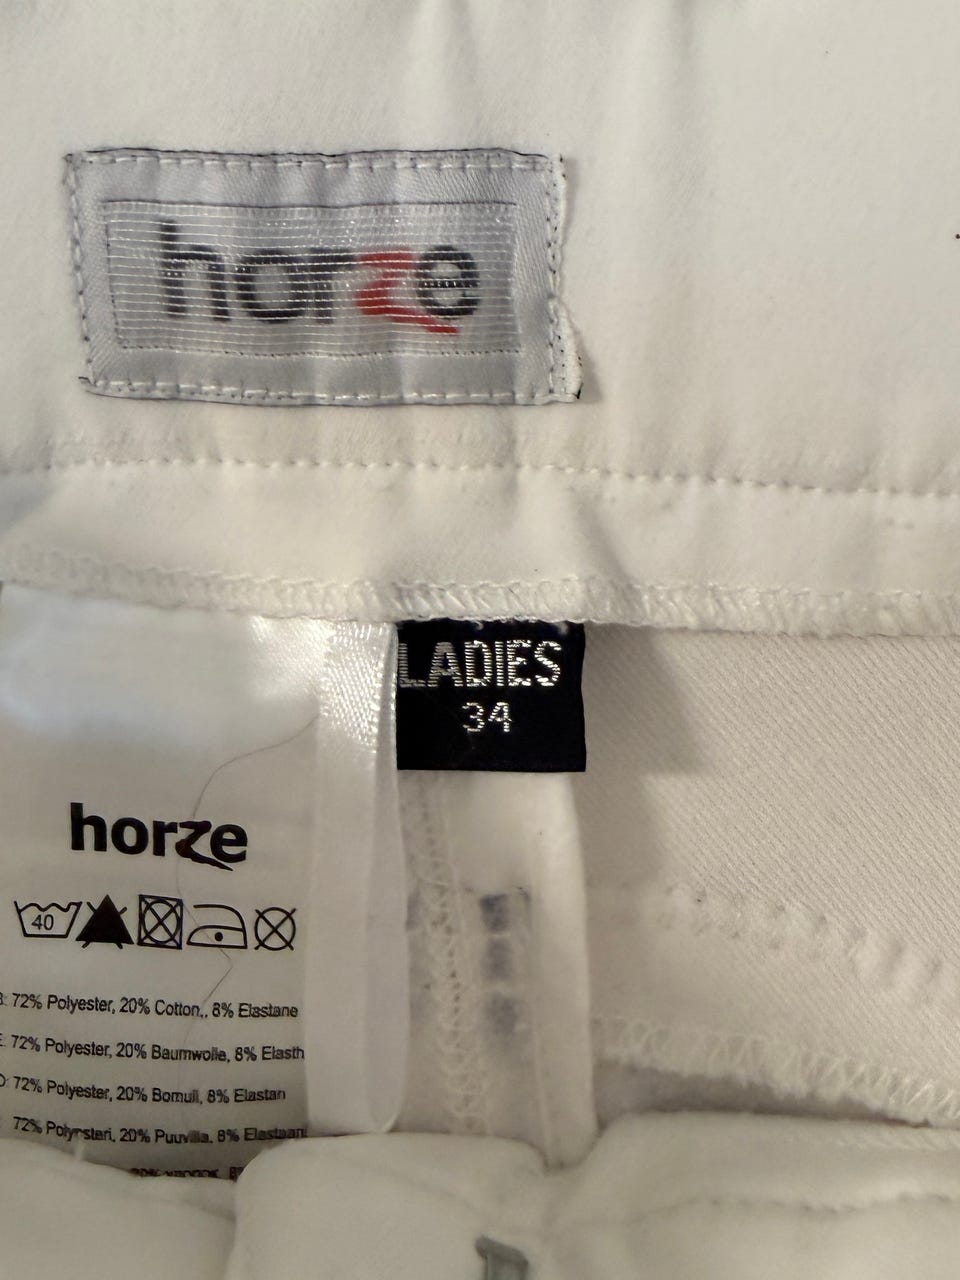 horze
LADIES
34
horze
40
: 72% Polyester, 20% Cotton,, 8% Elastane
: 72% Polyester, 20% Baumwolle, 8% Elasth
: 72% Polyester, 20% Bomull, 8% Elastan
72% Polyesteri, 20% Puuvilla, 8% Elastaan